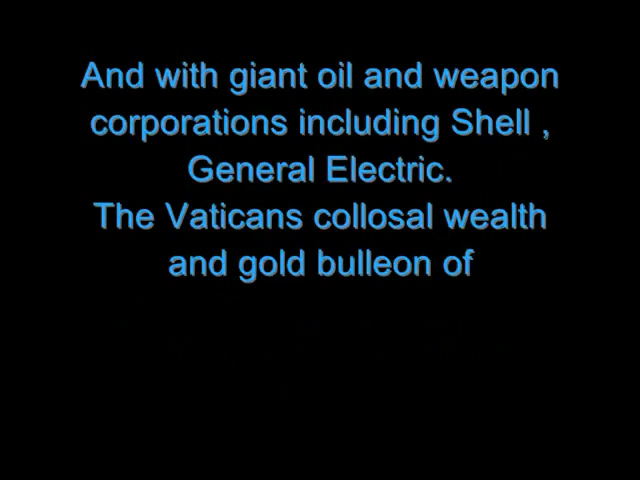 And with giant oil and weapon
corporations including Shell ,
General Electric.
The Vaticans collosal wealth
and gold bulleon of